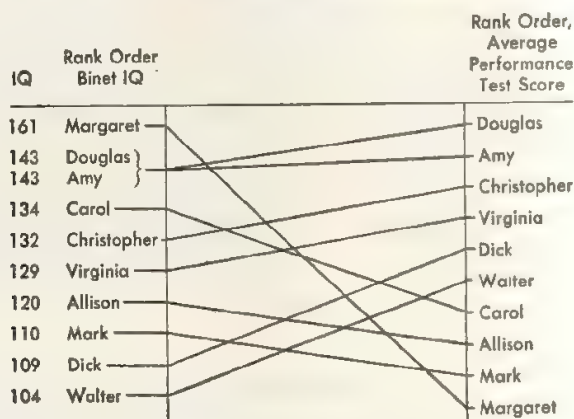 IQ
Rank Order
Binet IQ
Rank Order,
Average
Performance
Test Score
161 Margaret
143 Douglas
143 Amy
134 Carol
132 Christopher
129 Virginia
120 Allison
110 Mark
109 Dick
104 Walter
Douglas
Amy
Christopher
Virginia
Dick
Walter
Carol
Allison
Mark
Margaret